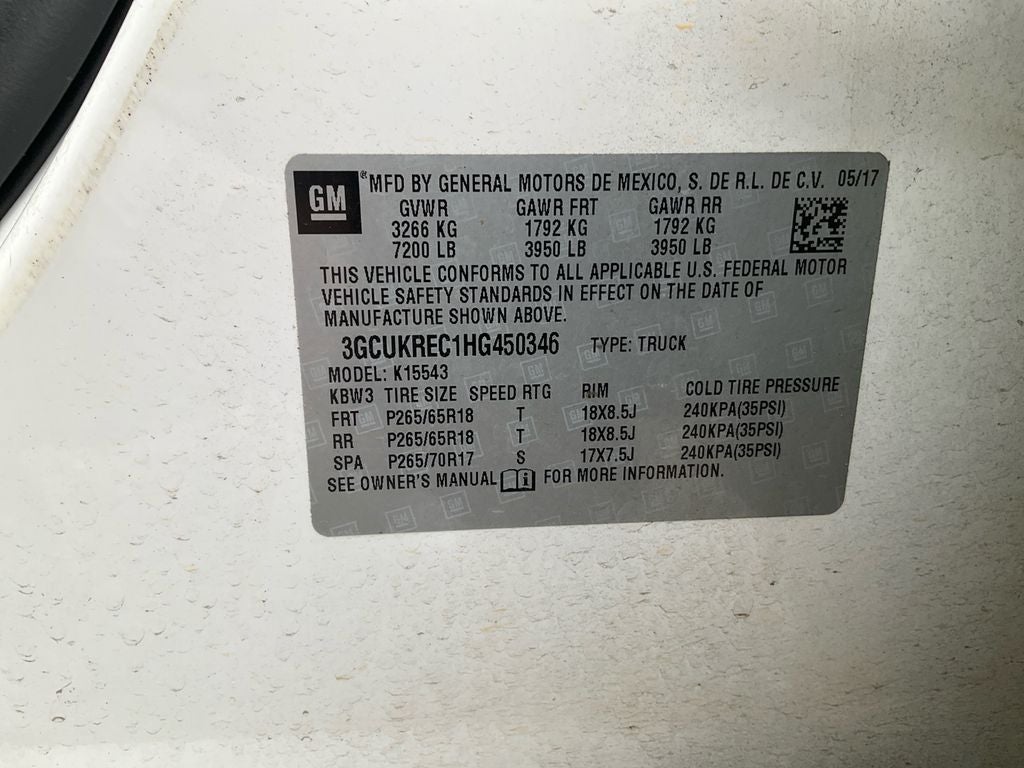 GM ® MFD BY GENERAL MOTORS DE MEXICO, S. DE R.L. DE C.V. 05/17
GVWR GAWR FRT GAWR RR
3266 KG 1792 KG 1792 KG
7200 LB 3950 LB 3950 LB
THIS VEHICLE CONFORMS TO ALL APPLICABLE U.S. FEDERAL MOTOR
VEHICLE SAFETY STANDARDS IN EFFECT ON THE DATE OF
MANUFACTURE SHOWN ABOVE.
3GCUKREC1HG450346 TYPE: TRUCK
MODEL: K15543
KBW3 TIRE SIZE SPEED RTG RIM COLD TIRE PRESSURE
FRT P265/65R18 T 18X8.5J 240KPA(35PSI)
RR P265/65R18 T 18X8.5J 240KPA(35PSI)
SPA P265/70R17 S 17X7.5J 240KPA(35PSI)
SEE OWNER'S MANUAL i FOR MORE INFORMATION.